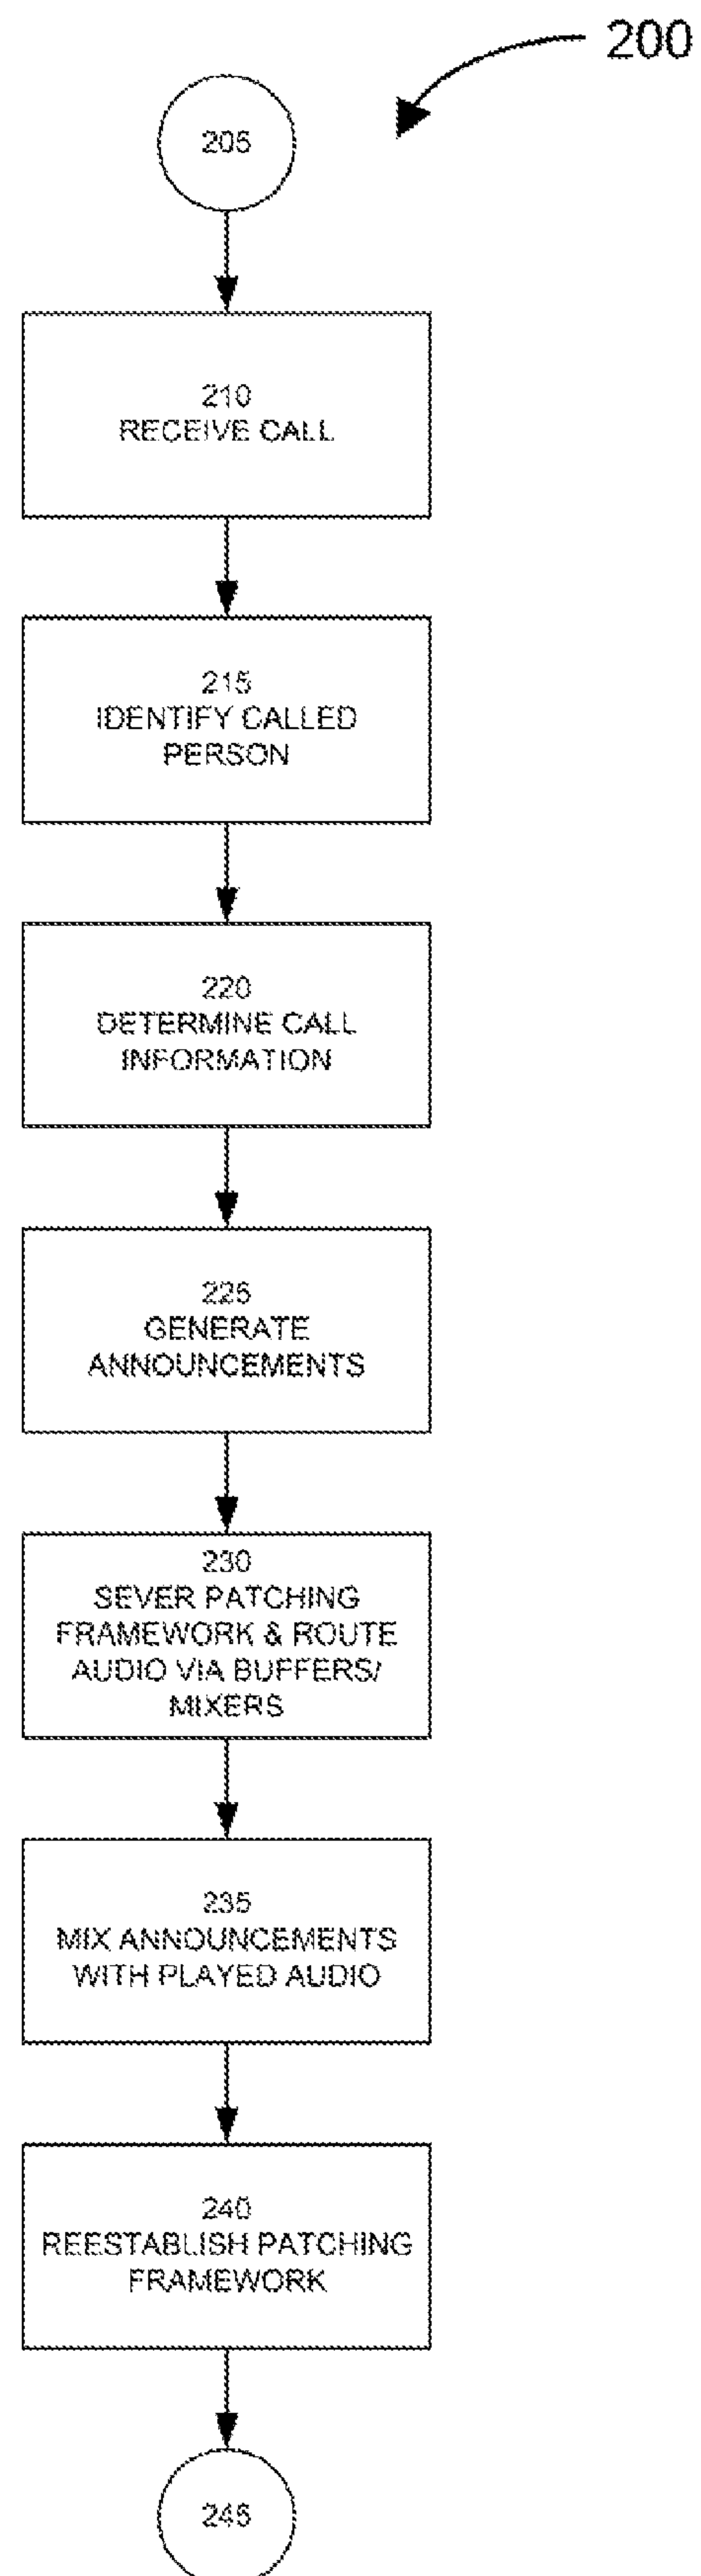 200
205
210
RECEIVE CALL
215
IDENTIFY CALLED
PERSON
220
DETERMINE CALL
INFORMATION
225
GENERATE
ANNOUNCEMENTS
230
SEVER PATCHING
FRAMEWORK & ROUTE
AUDIO VIA BUFFERS/
MIXERS
235
MIX ANNOUNCEMENTS
WITH PLAYED AUDIO
240
REESTABLISH PATCHING
FRAMEWORK
245